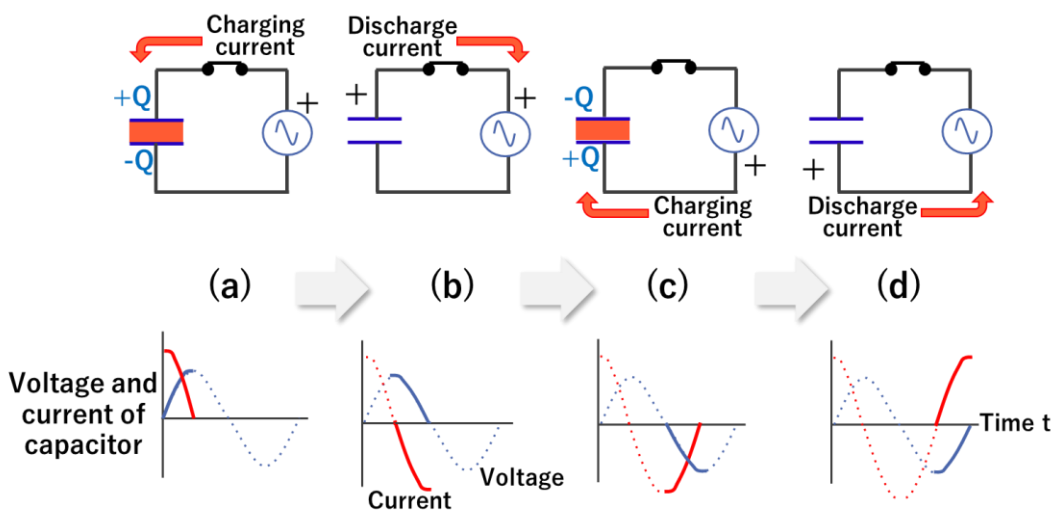 Charging
current
Discharge
current
+Q
-Q
+
+
+
-Q
+Q
+
Charging
current
+
Discharge
current
(a)
(b)
(c)
(d)
Voltage and
current of
capacitor
Current
Voltage
Time t